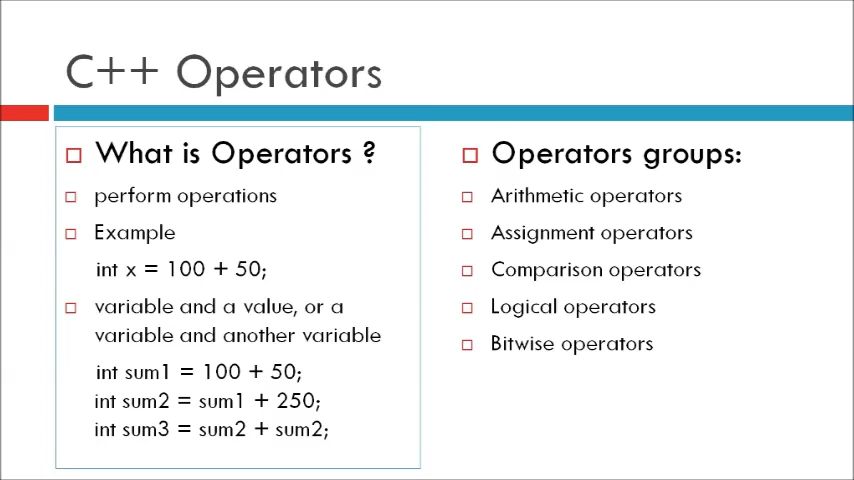 C++ Operators
What is Operators ?
perform operations
Example
int x = 100 + 50;
variable and a value, or a
variable and another variable
int sum1 = 100 + 50;
int sum2 = sum1 + 250;
int sum3 = sum2 + sum2;
Operators groups:
Arithmetic operators
Assignment operators
Comparison operators
Logical operators
Bitwise operators